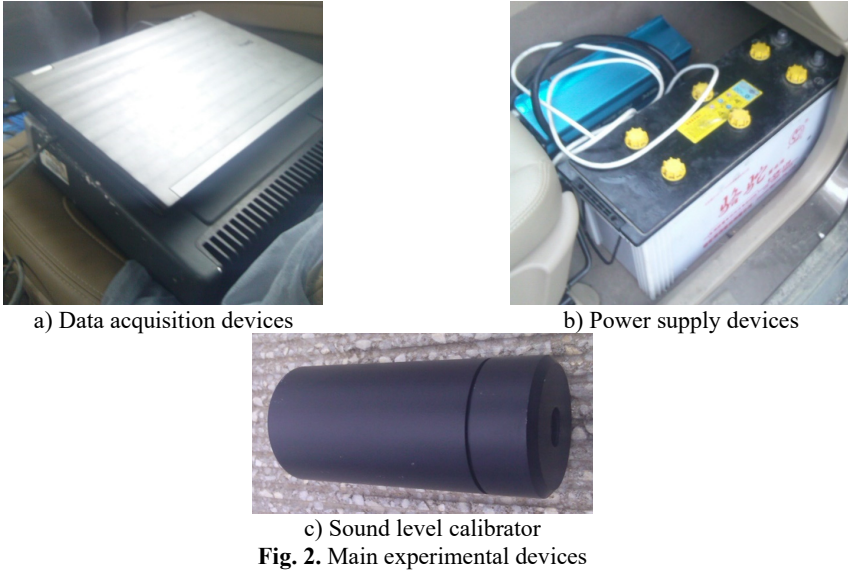 a) Data acquisition devices
b) Power supply devices
c) Sound level calibrator
Fig. 2. Main experimental devices